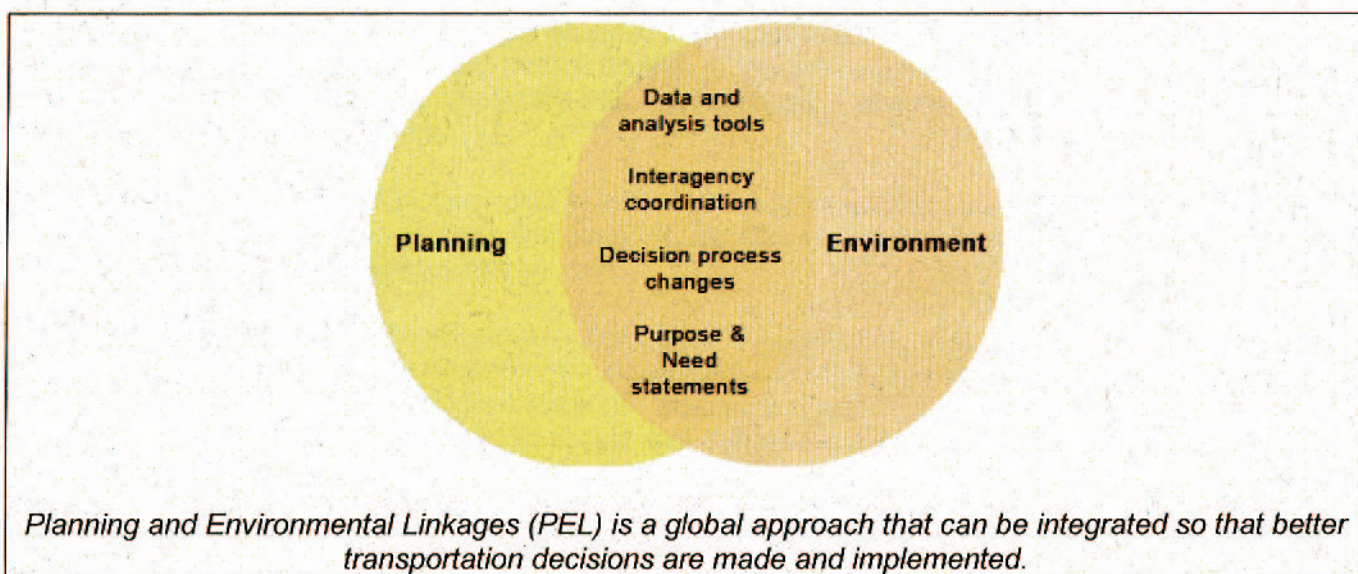 Data and
analysis tools
Interagency
coordination
Planning
Environment
Decision process
changes
Purpose &
Need
statements
Planning and Environmental Linkages (PEL) is a global approach that can be integrated so that better
transportation decisions are made and implemented.